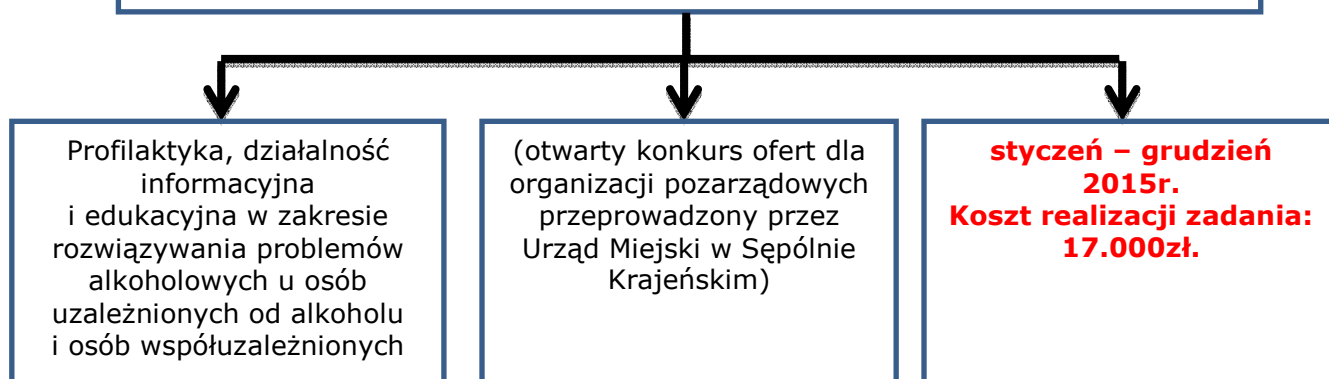 Profilaktyka, działalność
informacyjna
i edukacyjna w zakresie
rozwiązywania problemów
alkoholowych u osób
uzależnionych od alkoholu
i osób współuzależnionych
(otwarty konkurs ofert dla
organizacji pozarządowych
przeprowadzony przez
Urząd Miejski w Sępólnie
Krajeńskim)
styczeń – grudzień
2015r.
Koszt realizacji zadania:
17.000zł.